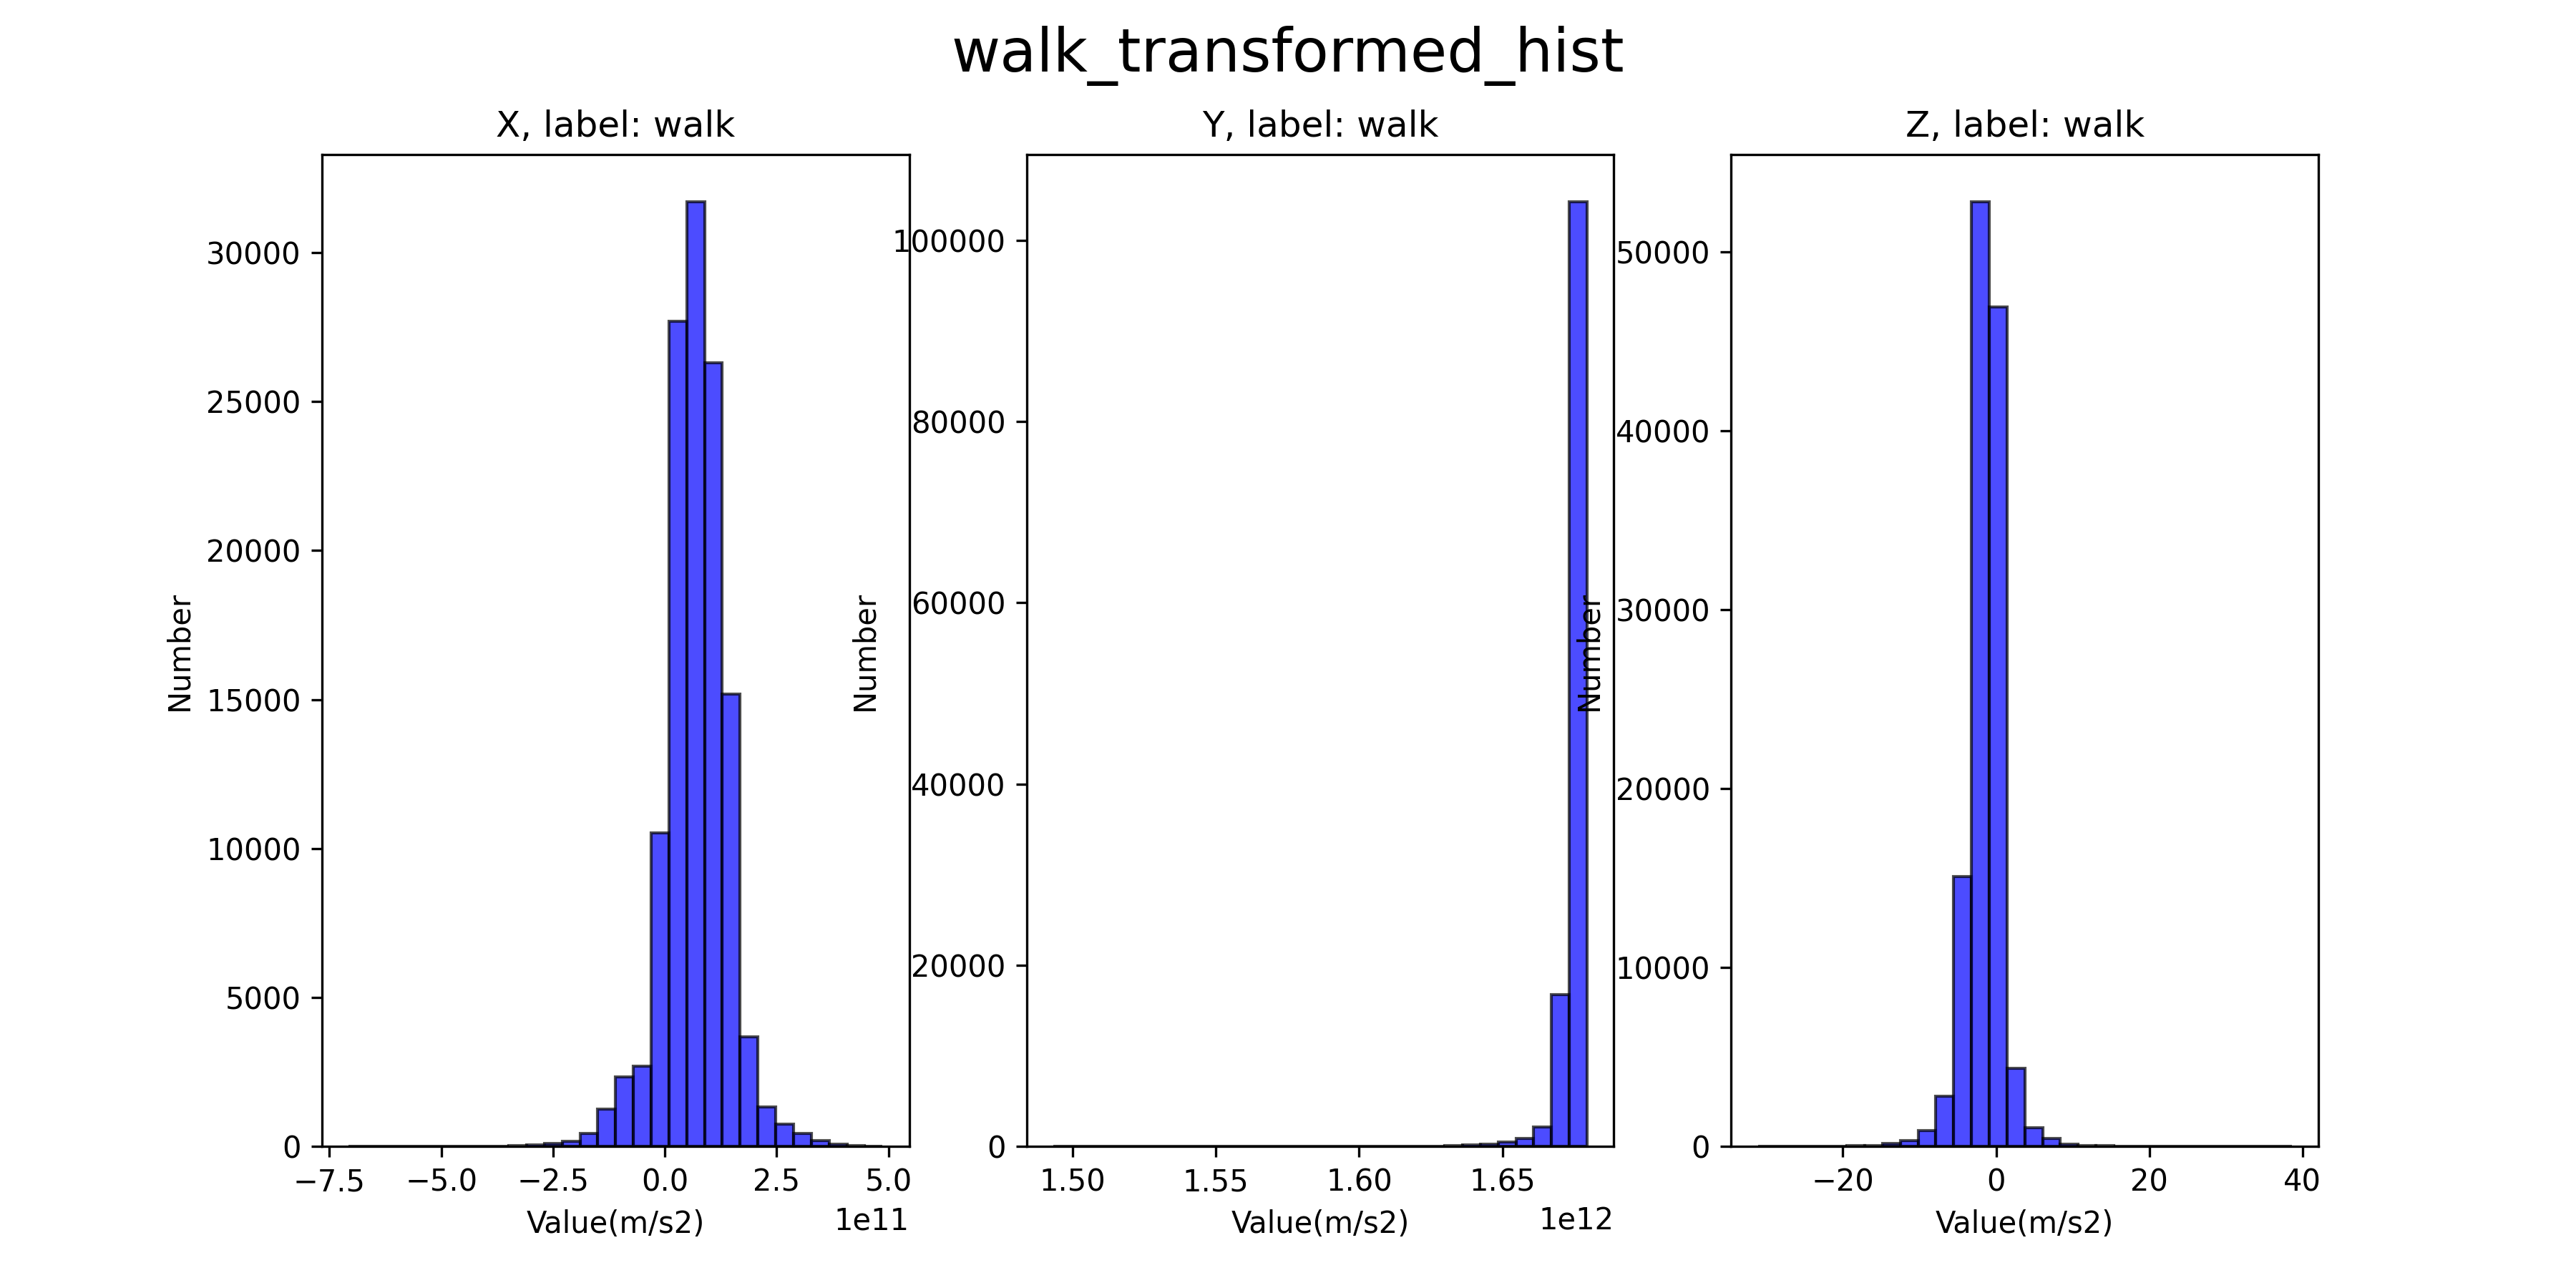 walk_transformed_hist
X, label: walk
30000
25000
20000
15000
10000
5000
0
Number
−7.5 −5.0 −2.5 0.0 2.5 5.0
Value(m/s2)
1e11
Y, label: walk
100000
80000
60000
40000
20000
0
Number
1.50 1.55 1.60 1.65
Value(m/s2)
1e12
Z, label: walk
50000
40000
30000
20000
10000
0
Number
−20 0 20 40
Value(m/s2)